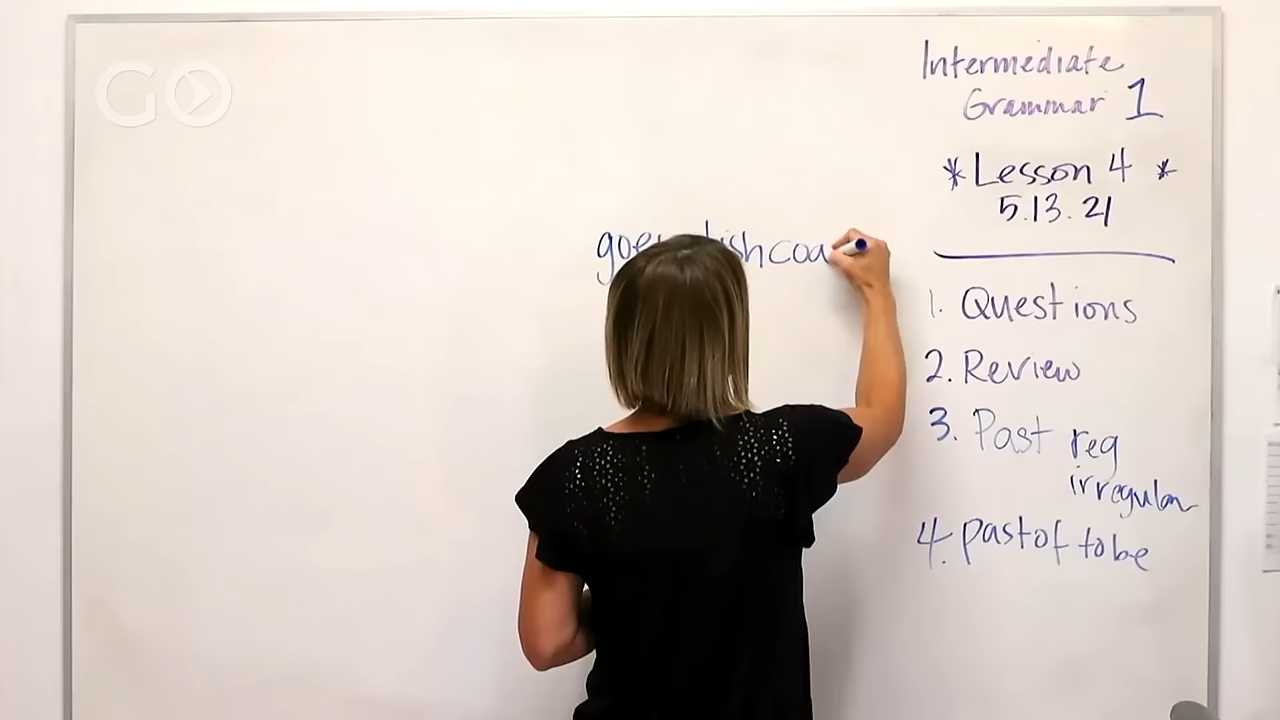 GO
Intermediate
Grammar 1
*Lesson 4 *
5.13.21
1. Questions
2. Review
3. Past reg
irregular
4. past of to be